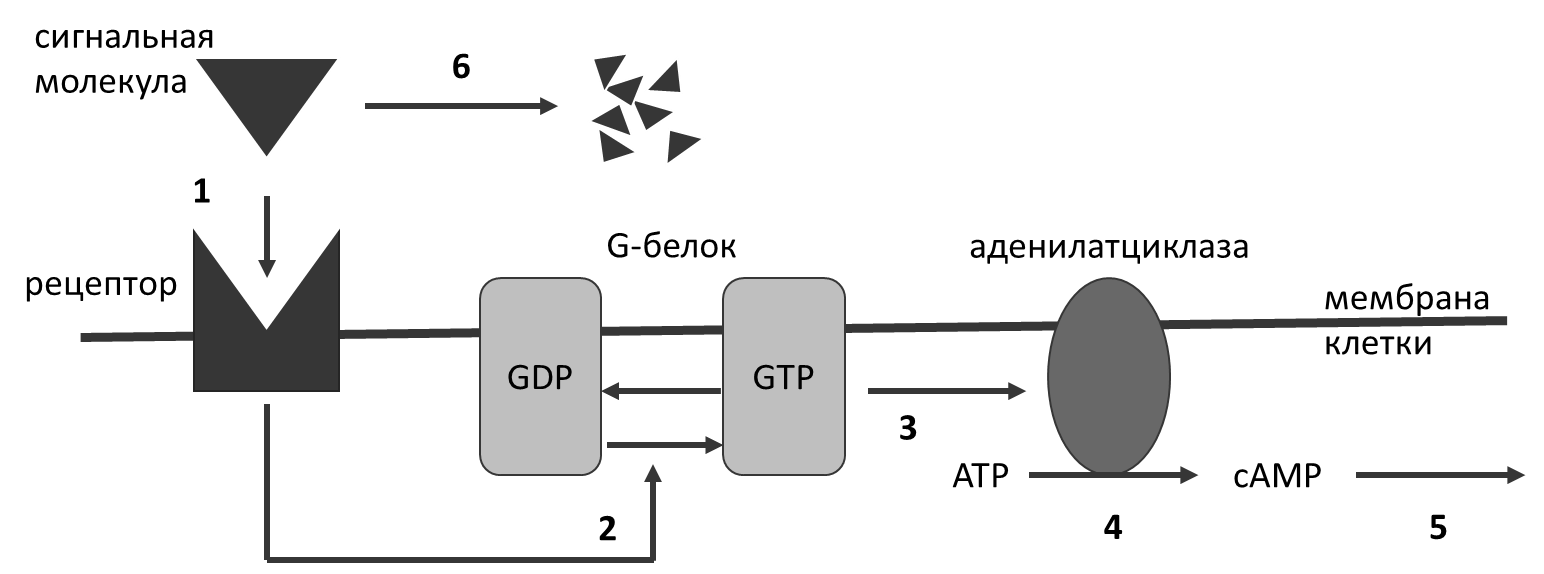 сигнальная
молекула
6
1
рецептор
G-белок
аденилатциклаза
мембрана
клетки
GDP
GTP
3
ATP
cAMP
2
4
5